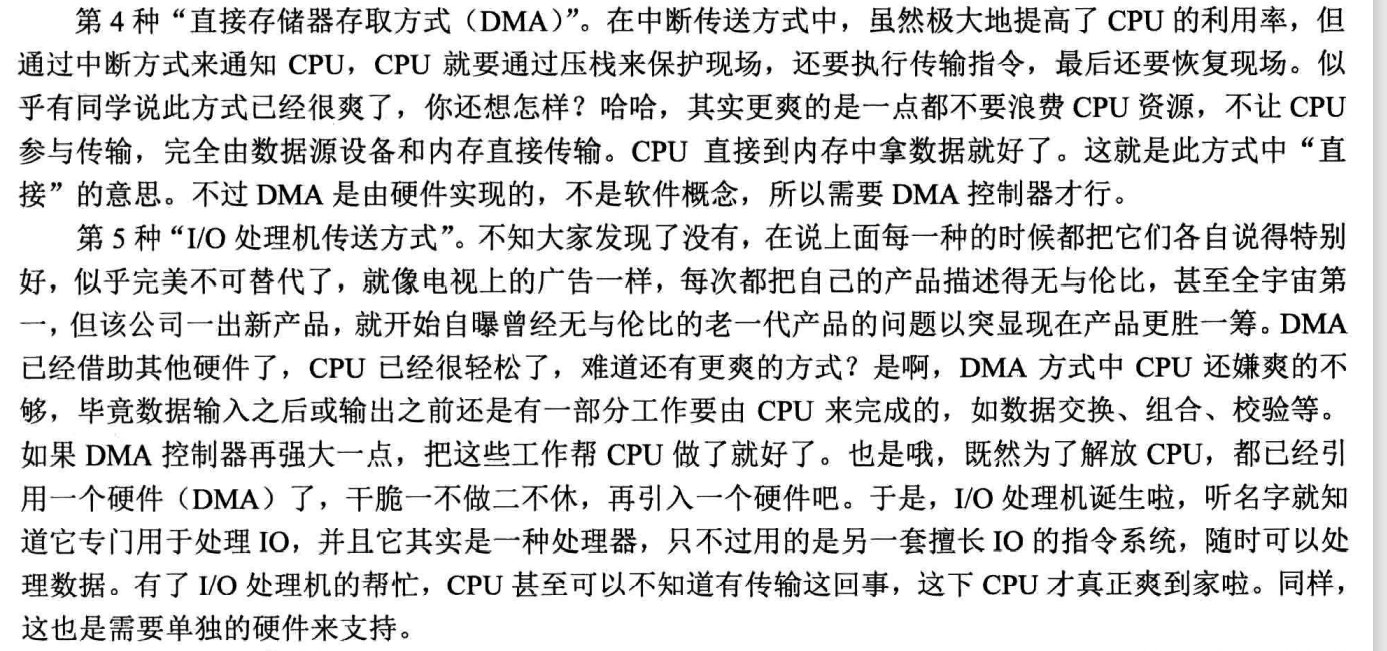 第 4 种“直接存储器存取方式（DMA）”。在中断传送方式中，虽然极大地提高了 CPU 的利用率，但
通过中断方式来通知 CPU，CPU 就要通过压栈来保护现场，还要执行传输指令，最后还要恢复现场。似
乎有同学说此方式已经很爽了，你还想怎样？哈哈，其实更爽的是一点都不要浪费 CPU 资源，不让 CPU
参与传输，完全由数据源设备和内存直接传输。CPU 直接到内存中拿数据就好了。这就是此方式中“直
接”的意思。不过 DMA 是由硬件实现的，不是软件概念，所以需要 DMA 控制器才行。
第 5 种“I/O 处理机传送方式”。不知大家发现了没有，在说上面每一种的时候都把它们各自说得特别
好，似乎完美不可替代了，就像电视上的广告一样，每次都把自己的产品描述得无与伦比，甚至全宇宙第
一，但该公司一出新产品，就开始自曝曾经无与伦比的老一代产品的问题以突显现在产品更胜一筹。DMA
已经借助其他硬件了，CPU 已经很轻松了，难道还有更爽的方式？是啊，DMA 方式中 CPU 还嫌爽的不
够，毕竟数据输入之后或输出之前还是有一部分工作要由 CPU 来完成的，如数据交换、组合、校验等。
如果 DMA 控制器再强大一点，把这些工作帮 CPU 做了就好了。也是哦，既然为了解放 CPU，都已经引
用一个硬件（DMA）了，干脆一不做二不休，再引入一个硬件吧。于是，I/O 处理机诞生啦，听名字就知
道它专门用于处理 IO，并且它其实是一种处理器，只不过用的是另一套擅长 IO 的指令系统，随时可以处
理数据。有了 I/O 处理机的帮忙，CPU 甚至可以不知道有传输这回事，这下 CPU 才真正爽到家啦。同样，
这也是需要单独的硬件来支持。